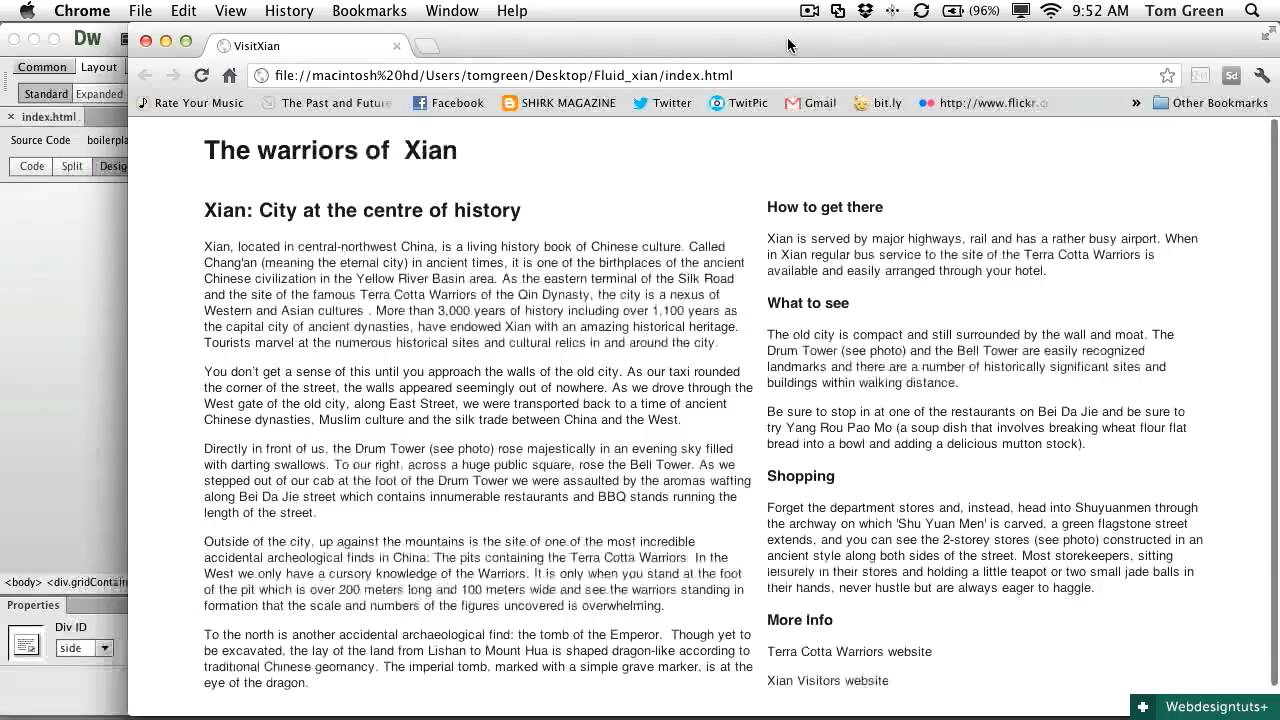 Chrome File Edit View History Bookmarks Window Help (96%) 9:52 AM Tom Green
Dw
VisitXian
Common Layout
file://macintosh%20hd/Users/tomgreen/Desktop/Fluid_xian/index.html
Sd
Standard Expanded
Rate Your Music The Past and Futu Facebook SHIRK MAGAZINE Twitter TwitPic Gmail bit.ly http://www.flickr.c » Other Bookmarks
index.html
Source Code boilerpla
Code Split Desig
The warriors of Xian
Xian: City at the centre of history
Xian, located in central-northwest China, is a living history book of Chinese culture. Called
Chang'an (meaning the eternal city) in ancient times, it is one of the birthplaces of the ancient
Chinese civilization in the Yellow River Basin area. As the eastern terminal of the Silk Road
and the site of the famous Terra Cotta Warriors of the Qin Dynasty, the city is a nexus of
Western and Asian cultures . More than 3,000 years of history including over 1,100 years as
the capital city of ancient dynasties, have endowed Xian with an amazing historical heritage.
Tourists marvel at the numerous historical sites and cultural relics in and around the city.
You don't get a sense of this until you approach the walls of the old city. As our taxi rounded
the corner of the street, the walls appeared seemingly out of nowhere. As we drove through the
West gate of the old city, along East Street, we were transported back to a time of ancient
Chinese dynasties, Muslim culture and the silk trade between China and the West.
Directly in front of us, the Drum Tower (see photo) rose majestically in an evening sky filled
with darting swallows. To our right, across a huge public square, rose the Bell Tower. As we
stepped out of our cab at the foot of the Drum Tower we were assaulted by the aromas wafting
along Bei Da Jie street which contains innumerable restaurants and BBQ stands running the
length of the street.
Outside of the city, up against the mountains is the site of one of the most incredible
accidental archeological finds in China: The pits containing the Terra Cotta Warriors. In the
West we only have a cursory knowledge of the Warriors. It is only when you stand at the foot
of the pit which is over 200 meters long and 100 meters wide and see the warriors standing in
formation that the scale and numbers of the figures uncovered is overwhelming.
To the north is another accidental archaeological find: the tomb of the Emperor. Though yet to
be excavated, the lay of the land from Lishan to Mount Hua is shaped dragon-like according to
traditional Chinese geomancy. The imperial tomb, marked with a simple grave marker, is at the
eye of the dragon.
How to get there
Xian is served by major highways, rail and has a rather busy airport. When
in Xian regular bus service to the site of the Terra Cotta Warriors is
available and easily arranged through your hotel.
What to see
The old city is compact and still surrounded by the wall and moat. The
Drum Tower (see photo) and the Bell Tower are easily recognized
landmarks and there are a number of historically significant sites and
buildings within walking distance.
Be sure to stop in at one of the restaurants on Bei Da Jie and be sure to
try Yang Rou Pao Mo (a soup dish that involves breaking wheat flour flat
bread into a bowl and adding a delicious mutton stock).
Shopping
Forget the department stores and, instead, head into Shuyuanmen through
the archway on which 'Shu Yuan Men' is carved, a green flagstone street
extends, and you can see the 2-storey stores (see photo) constructed in an
ancient style along both sides of the street. Most storekeepers, sitting
leisurely in their stores and holding a little teapot or two small jade balls in
their hands, never hustle but are always eager to haggle.
More Info
Terra Cotta Warriors website
Xian Visitors website
<body> <div.gridContain
Properties
Div ID
side
Webdesigntuts+